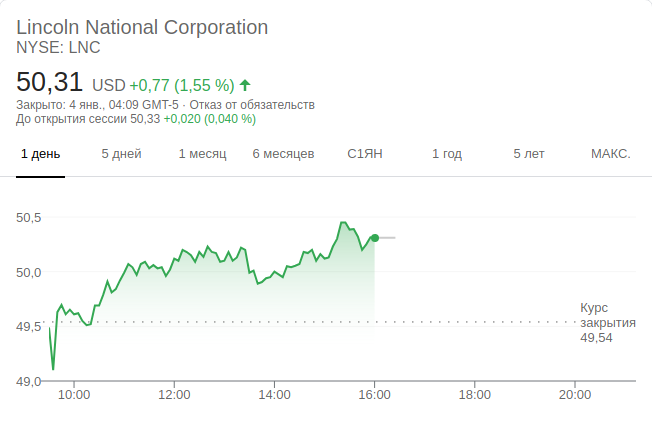 Lincoln National Corporation
NYSE: LNC
50,31 USD +0,77 (1,55 %)
Закрыто: 4 янв., 04:09 GMT-5 · Отказ от обязательств
До открытия сессии 50,33 +0,020 (0,040 %)
1 день 5 дней 1 месяц 6 месяцев С1ЯН 1 год 5 лет МАКС.
50,5
50,0
49,5
49,0
Курс
закрытия
49,54
10:00 12:00 14:00 16:00 18:00 20:00